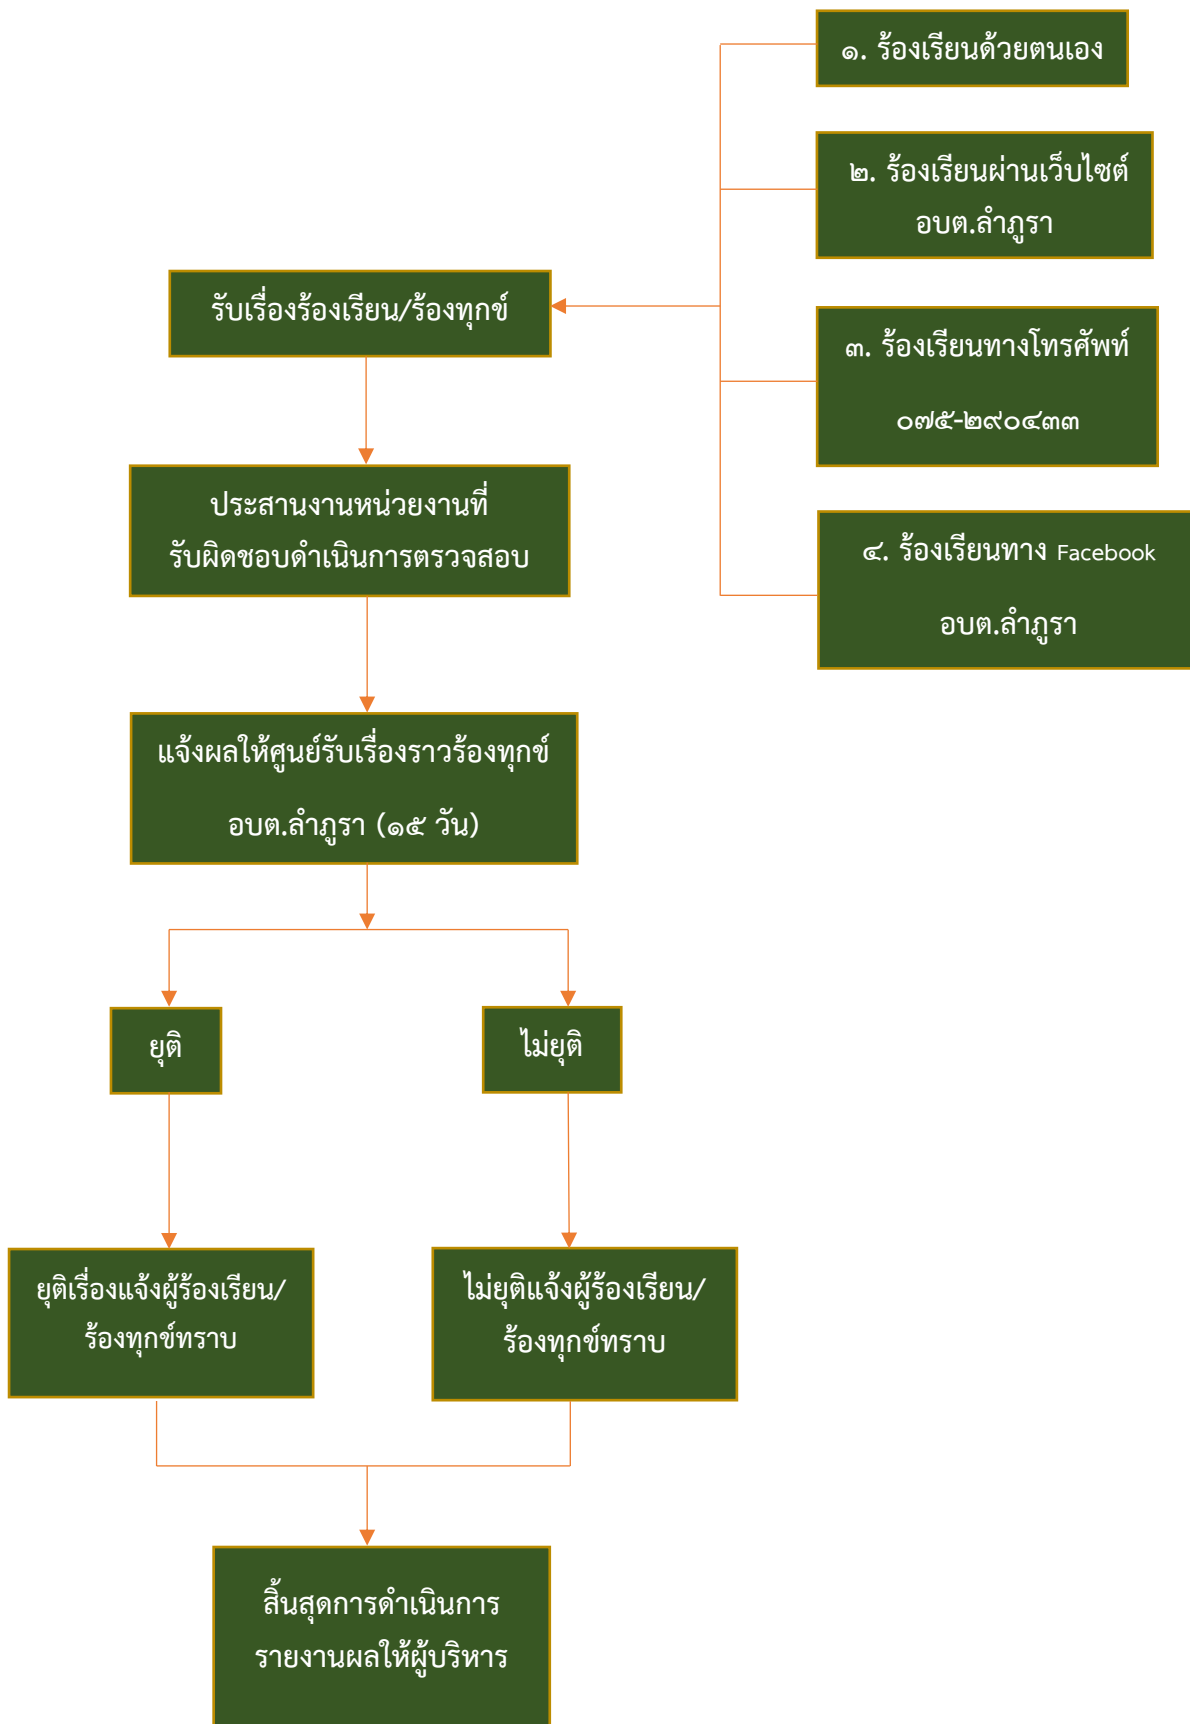 ๑. ร้องเรียนด้วยตนเอง
๒. ร้องเรียนผ่านเว็บไซต์
อบต.ลำภูรา
รับเรื่องร้องเรียน/ร้องทุกข์
๓. ร้องเรียนทางโทรศัพท์
๐๗๕-๒๙๐๔๓๓
ประสานงานหน่วยงานที่
รับผิดชอบดำเนินการตรวจสอบ
๔. ร้องเรียนทาง Facebook
อบต.ลำภูรา
แจ้งผลให้ศูนย์รับเรื่องราวร้องทุกข์
อบต.ลำภูรา (๑๕ วัน)
ยุติ
ไม่ยุติ
ยุติเรื่องแจ้งผู้ร้องเรียน/
ร้องทุกข์ทราบ
ไม่ยุติแจ้งผู้ร้องเรียน/
ร้องทุกข์ทราบ
สิ้นสุดการดำเนินการ
รายงานผลให้ผู้บริหาร